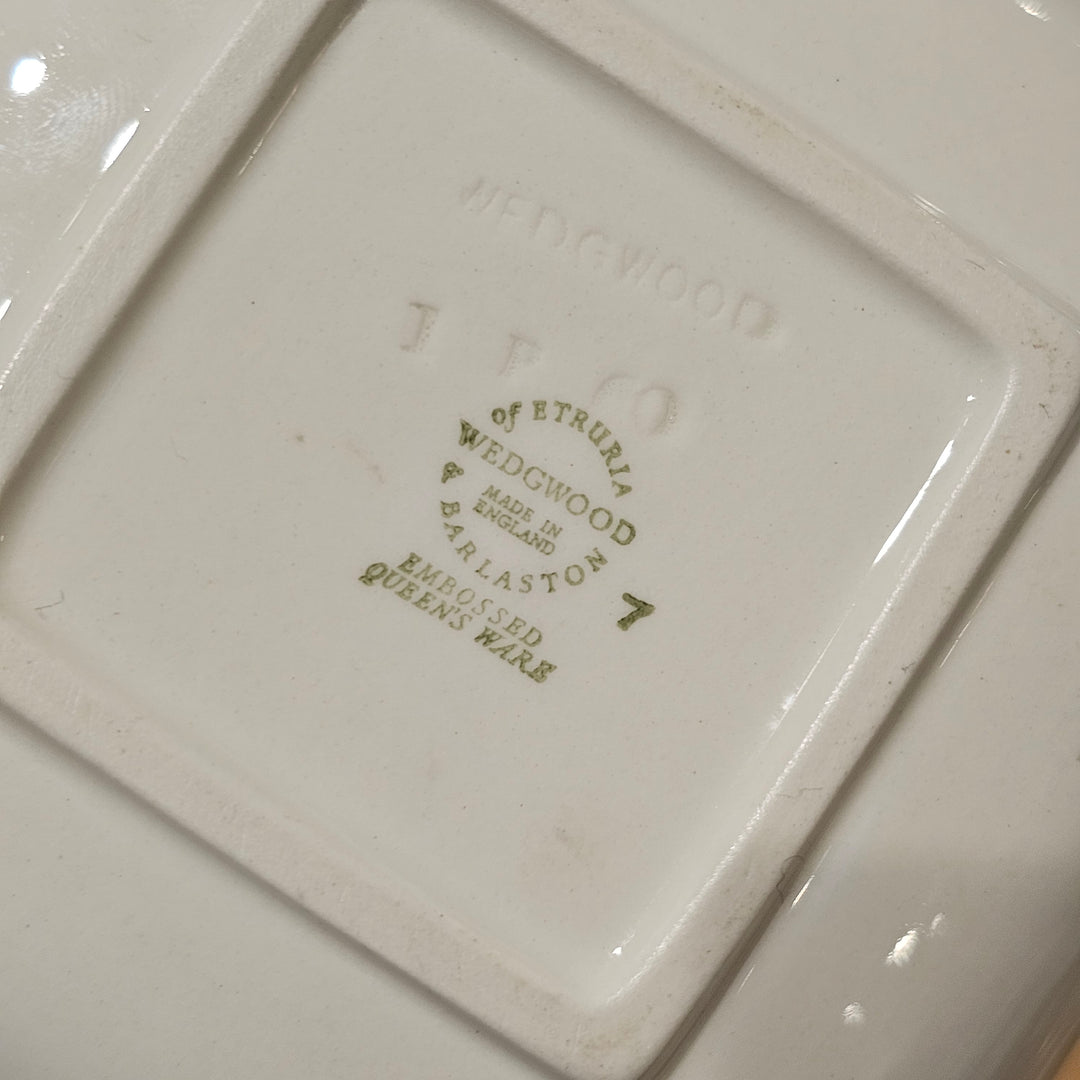 WEDGWOOD
of ETRURIA
WEDGWOOD
MADE IN
ENGLAND
& BARLASTON
7
EMBOSSED
QUEEN'S WARE